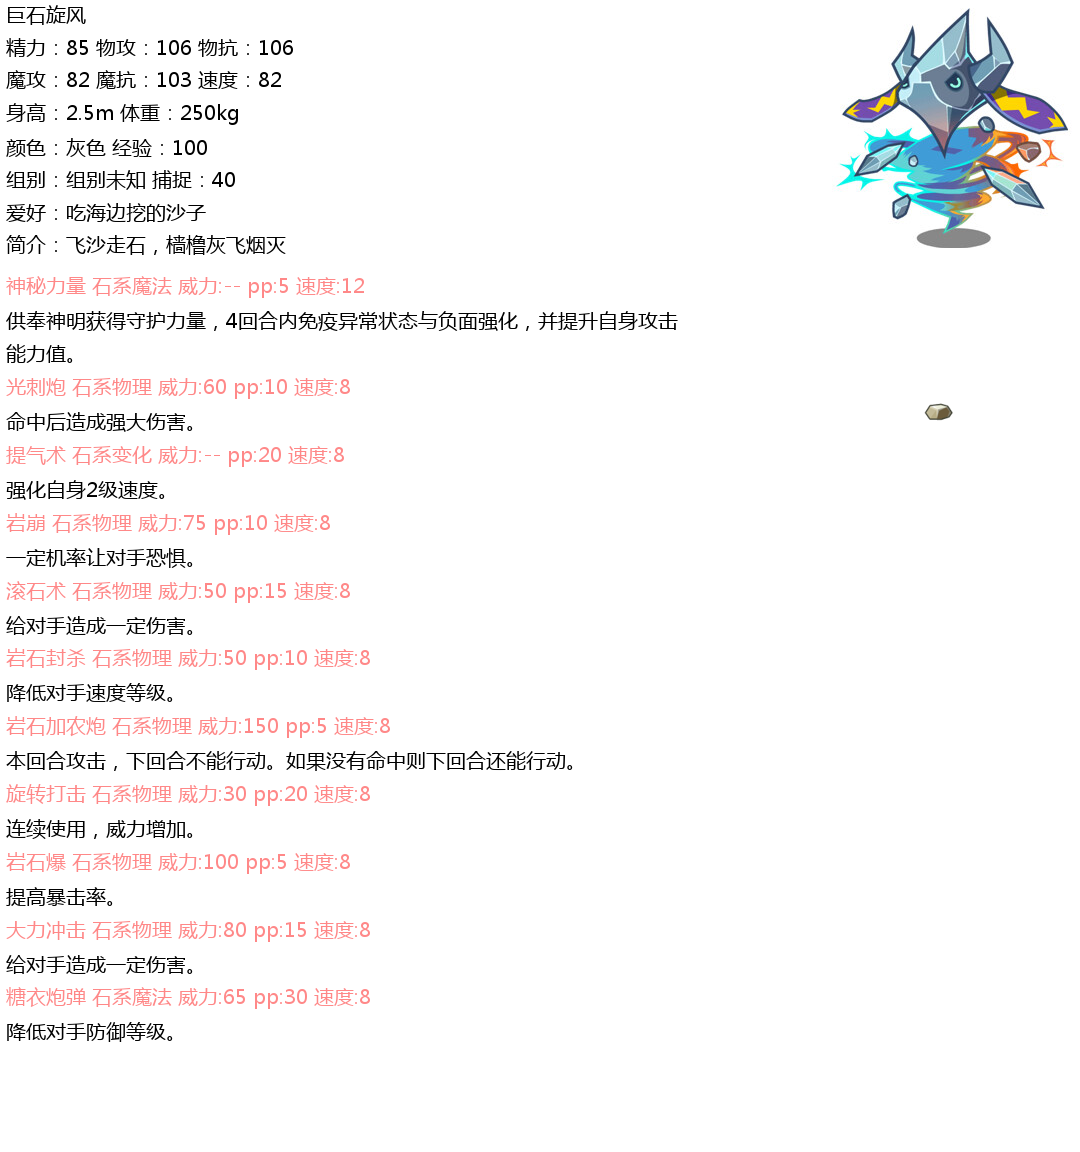 巨石旋风
精力：85 物攻：106 物抗：106
魔攻：82 魔抗：103 速度：82
身高：2.5m 体重：250kg
颜色：灰色 经验：100
组别：组别未知 捕捉：40
爱好：吃海边挖的沙子
简介：飞沙走石，樯橹灰飞烟灭
神秘力量 石系魔法 威力:-- pp:5 速度:12
供奉神明获得守护力量，4回合内免疫异常状态与负面强化，并提升自身攻击
能力值。
光刺炮 石系物理 威力:60 pp:10 速度:8
命中后造成强大伤害。
提气术 石系变化 威力:-- pp:20 速度:8
强化自身2级速度。
岩崩 石系物理 威力:75 pp:10 速度:8
一定机率让对手恐惧。
滚石术 石系物理 威力:50 pp:15 速度:8
给对手造成一定伤害。
岩石封杀 石系物理 威力:50 pp:10 速度:8
降低对手速度等级。
岩石加农炮 石系物理 威力:150 pp:5 速度:8
本回合攻击，下回合不能行动。如果没有命中则下回合还能行动。
旋转打击 石系物理 威力:30 pp:20 速度:8
连续使用，威力增加。
岩石爆 石系物理 威力:100 pp:5 速度:8
提高暴击率。
大力冲击 石系物理 威力:80 pp:15 速度:8
给对手造成一定伤害。
糖衣炮弹 石系魔法 威力:65 pp:30 速度:8
降低对手防御等级。